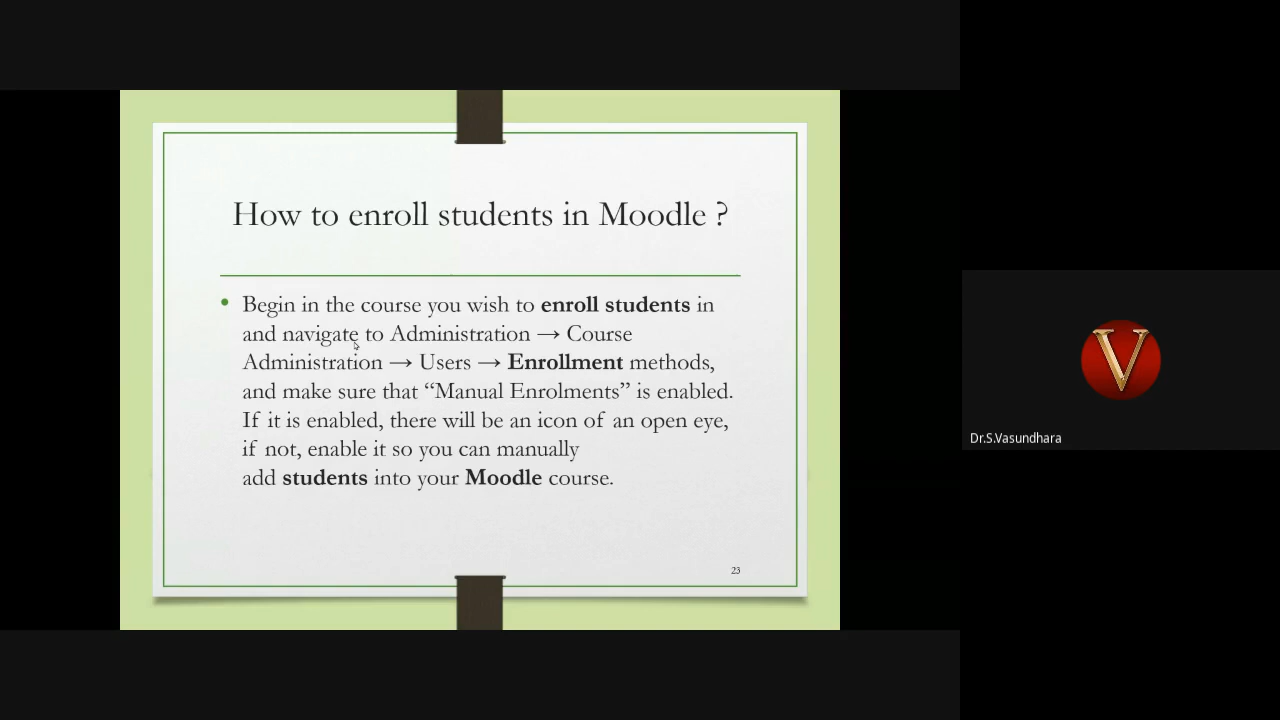 How to enroll students in Moodle ?
• Begin in the course you wish to enroll students in
and navigate to Administration → Course
Administration → Users → Enrollment methods,
and make sure that “Manual Enrolments” is enabled.
If it is enabled, there will be an icon of an open eye,
if not, enable it so you can manually
add students into your Moodle course.
23
V
Dr.S.Vasundhara